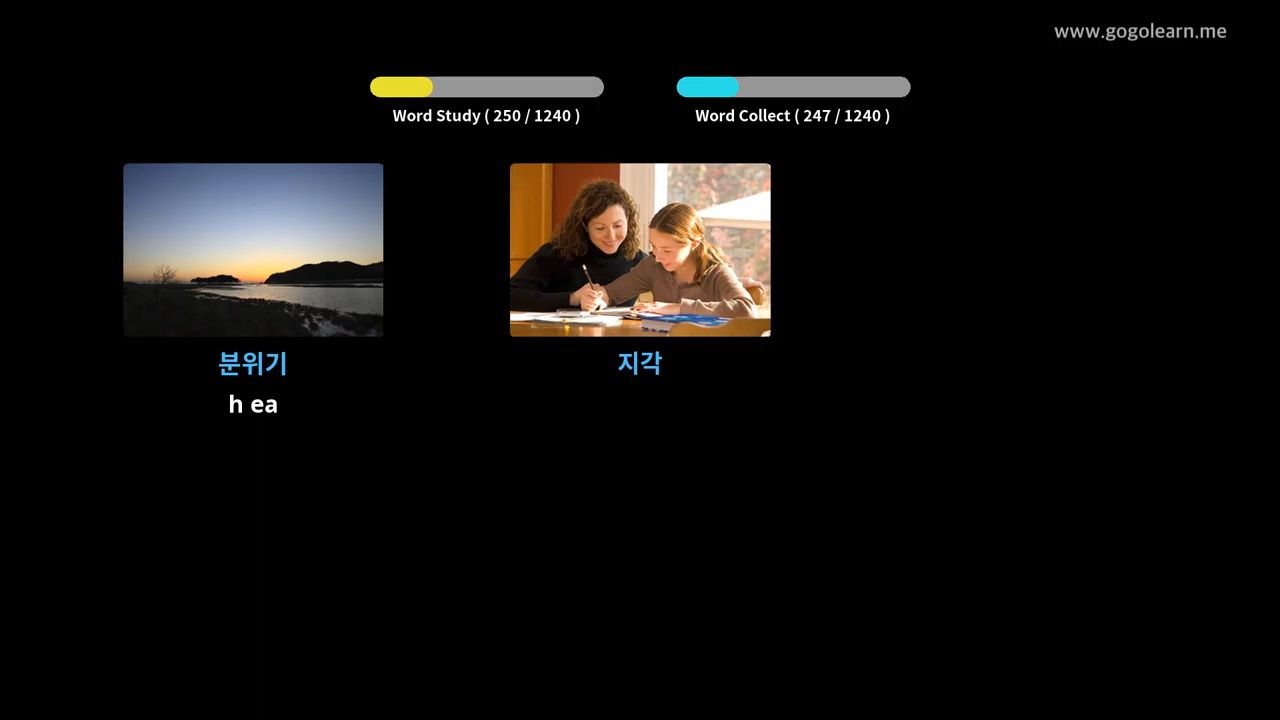 www.gogolearn.me
Word Study ( 250 / 1240 )
Word Collect ( 247 / 1240 )
분위기
지각
h ea